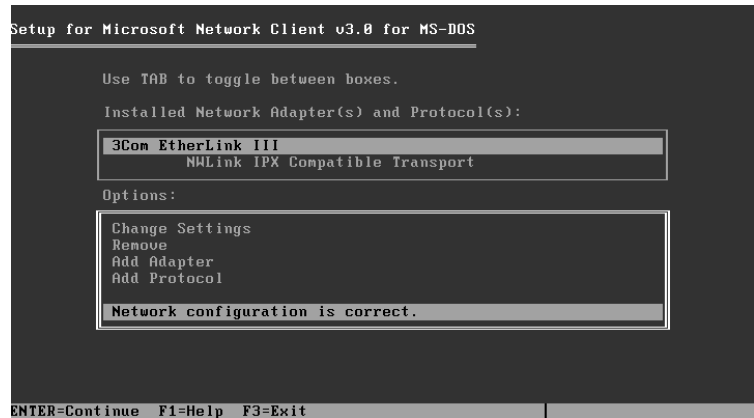 Setup for Microsoft Network Client v3.0 for MS-DOS
Use TAB to toggle between boxes.
Installed Network Adapter(s) and Protocol(s):
3Com EtherLink III
NWLink IPX Compatible Transport
Options:
Change Settings
Remove
Add Adapter
Add Protocol
Network configuration is correct.
ENTER=Continue  F1=Help  F3=Exit